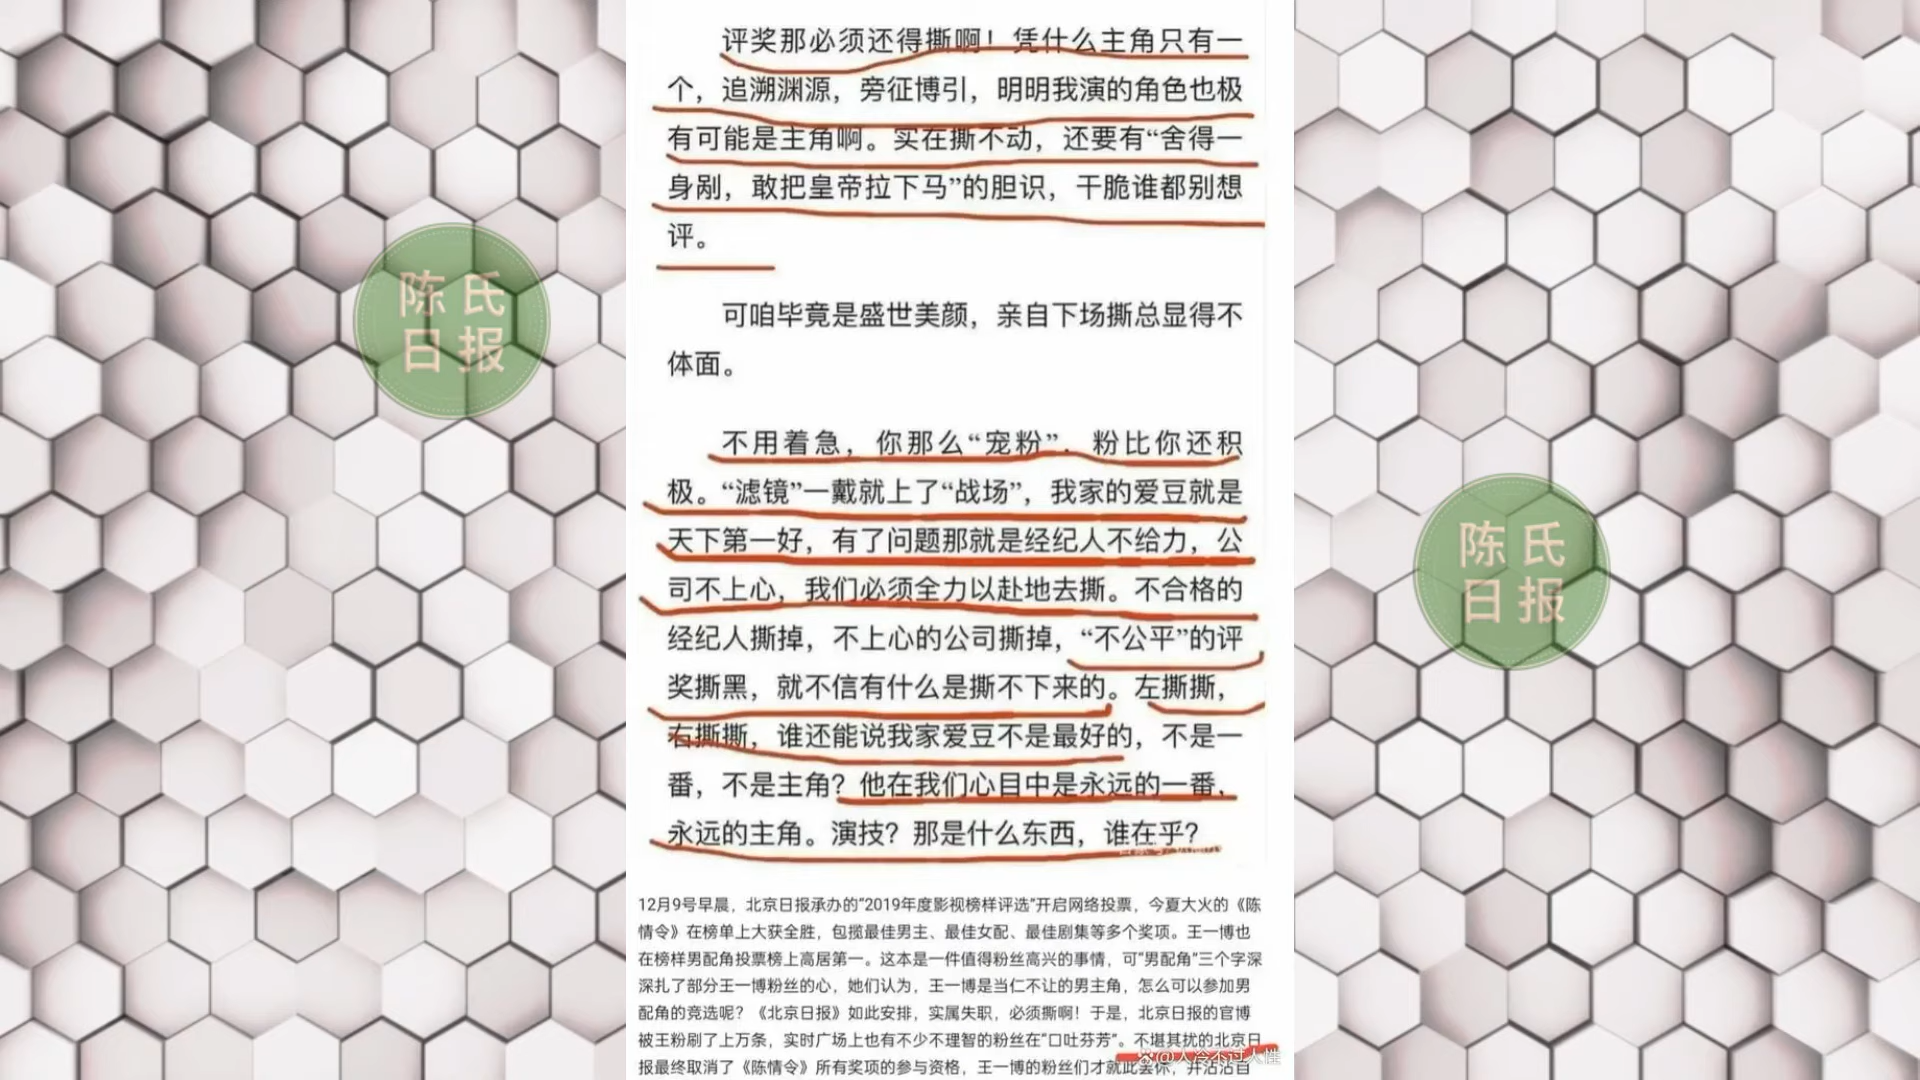 评奖那必须还得撕啊！凭什么主角只有一
个，追溯渊源，旁征博引，明明我演的角色也极
有可能是主角啊。实在撕不动，还要有“舍得一
身剐，敢把皇帝拉下马”的胆识，干脆谁都别想
评。
可咱毕竟是盛世美颜，亲自下场撕总显得不
体面。
不用着急，你那么“宠粉”，粉比你还积
极。“滤镜”一戴就上了“战场”，我家的爱豆就是
天下第一好，有了问题那就是经纪人不给力，公
司不上心，我们必须全力以赴地去撕。不合格的
经纪人撕掉，不上心的公司撕掉，“不公平”的评
奖撕黑，就不信有什么是撕不下来的。左撕撕，
右撕撕，谁还能说我家爱豆不是最好的，不是一
番，不是主角？他在我们心目中是永远的一番，
永远的主角。演技？那是什么东西，谁在乎？
12月9号早晨，北京日报承办的“2019年度影视榜样评选”开启网络投票，今夏大火的《陈
情令》在榜单上大获全胜，包揽最佳男主、最佳女配、最佳剧集等多个奖项。王一博也
在榜样男配角投票榜上高居第一。这本是一件值得粉丝高兴的事情，可“男配角”三个字深
深扎了部分王一博粉丝的心，她们认为，王一博是当仁不让的男主角，怎么可以参加男
配角的竞选呢？《北京日报》如此安排，实属失职，必须撕啊！于是，北京日报的官博
被王粉刷了上万条，实时广场上也有不少不理智的粉丝在“口吐芬芳”。不堪其扰的北京日
报最终取消了《陈情令》所有奖项的参与资格，王一博的粉丝们才就此罢休，并沾沾自
陈氏
日报
陈氏
日报